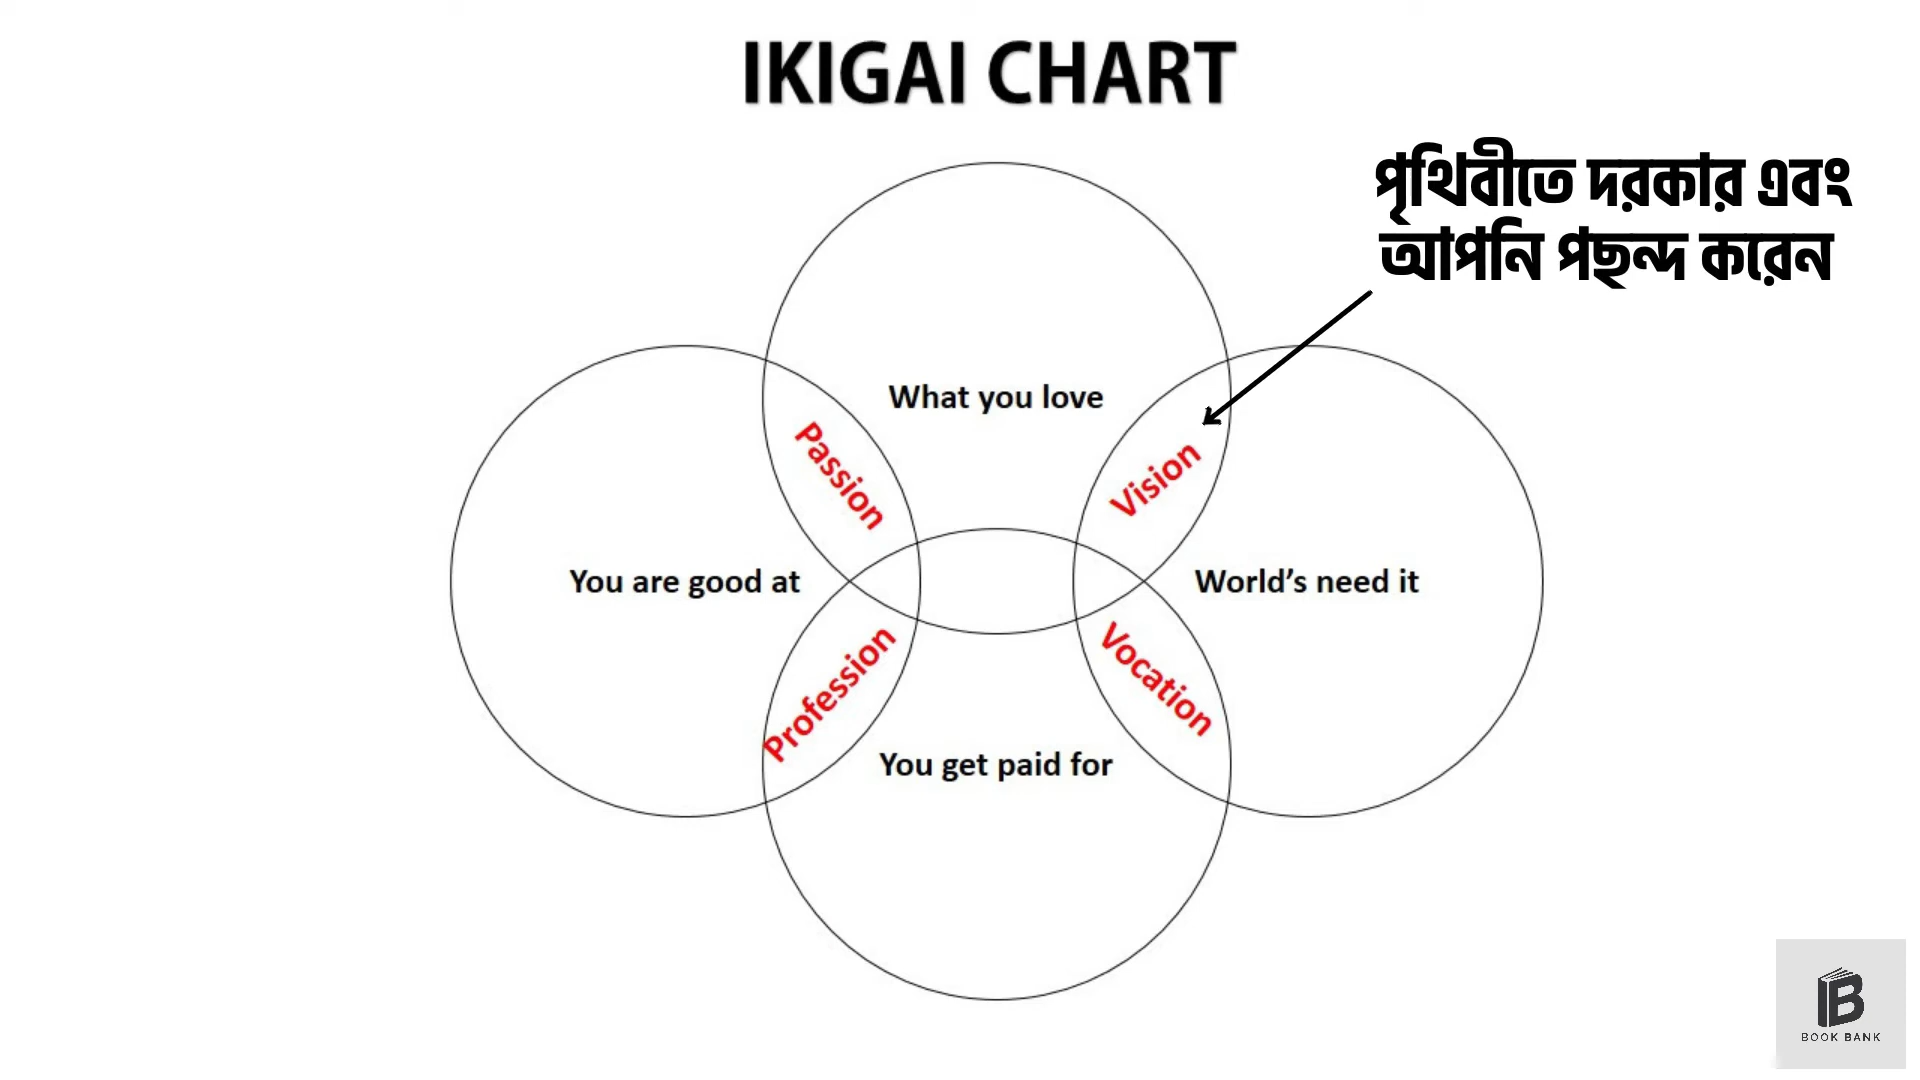 IKIGAI CHART
পৃথিবীতে দরকার এবং
আপনি পছন্দ করেন
What you love
Passion
Vision
You are good at
World's need it
Profession
Vocation
You get paid for
B
BOOK BANK